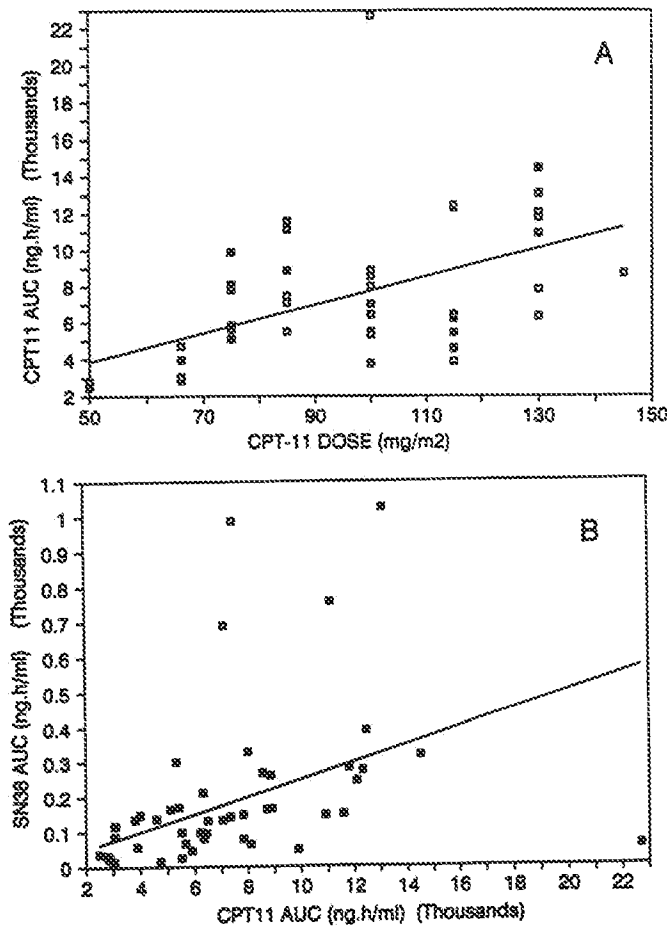 A
CPT11 AUC (ng.h/ml) (Thousands)
22
20
18
16
14
12
10
8
6
4
2
50 70 90 110 130 150
CPT-11 DOSE (mg/m2)
B
SN38 AUC (ng.h/ml) (Thousands)
1.1
1
0.9
0.8
0.7
0.6
0.5
0.4
0.3
0.2
0.1
0
2 4 6 8 10 12 14 16 18 20 22
CPT11 AUC (ng.h/ml) (Thousands)